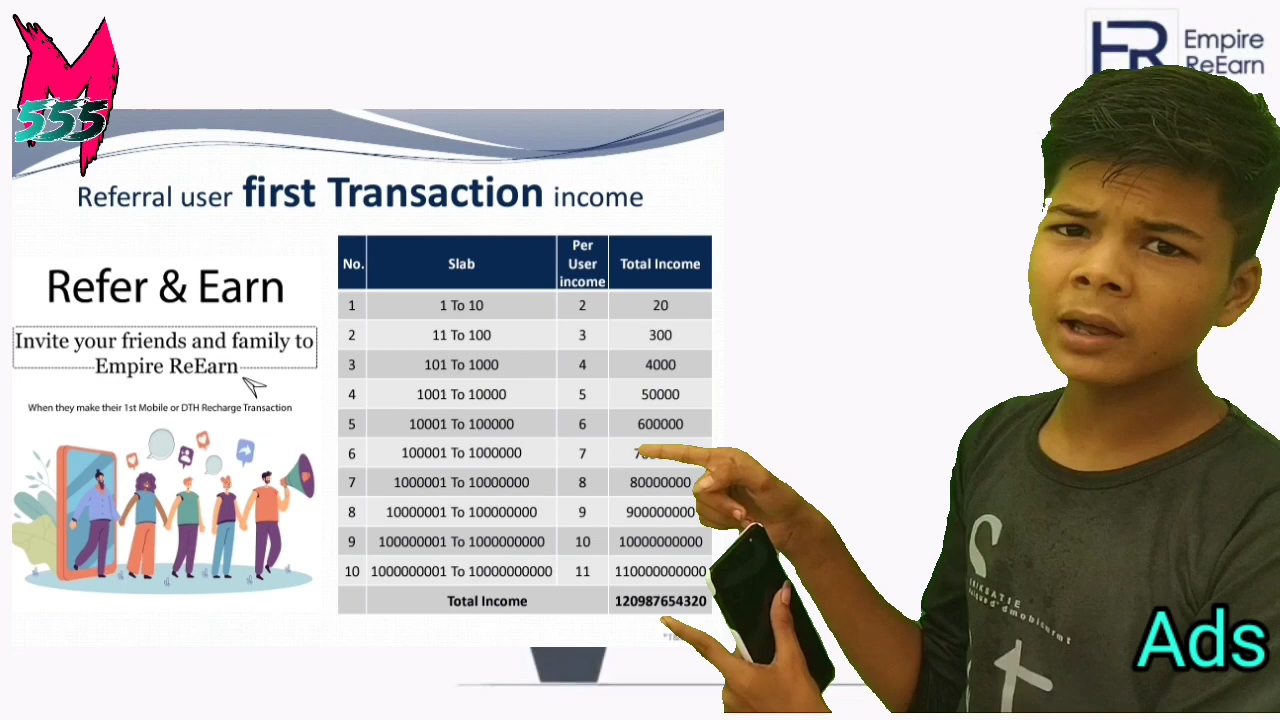 M
555
Empire
ReEarn
Referral user first Transaction income
Refer & Earn
Invite your friends and family to
Empire ReEarn
When they make their 1st Mobile or DTH Recharge Transaction
No. Slab Per User income Total Income
1 1 To 10 2 20
2 11 To 100 3 300
3 101 To 1000 4 4000
4 1001 To 10000 5 50000
5 10001 To 100000 6 600000
6 100001 To 1000000 7
7 1000001 To 10000000 8 80000000
8 10000001 To 100000000 9 900000000
9 100000001 To 1000000000 10 10000000000
10 1000000001 To 10000000000 11 110000000000
Total Income 120987654320
Ads